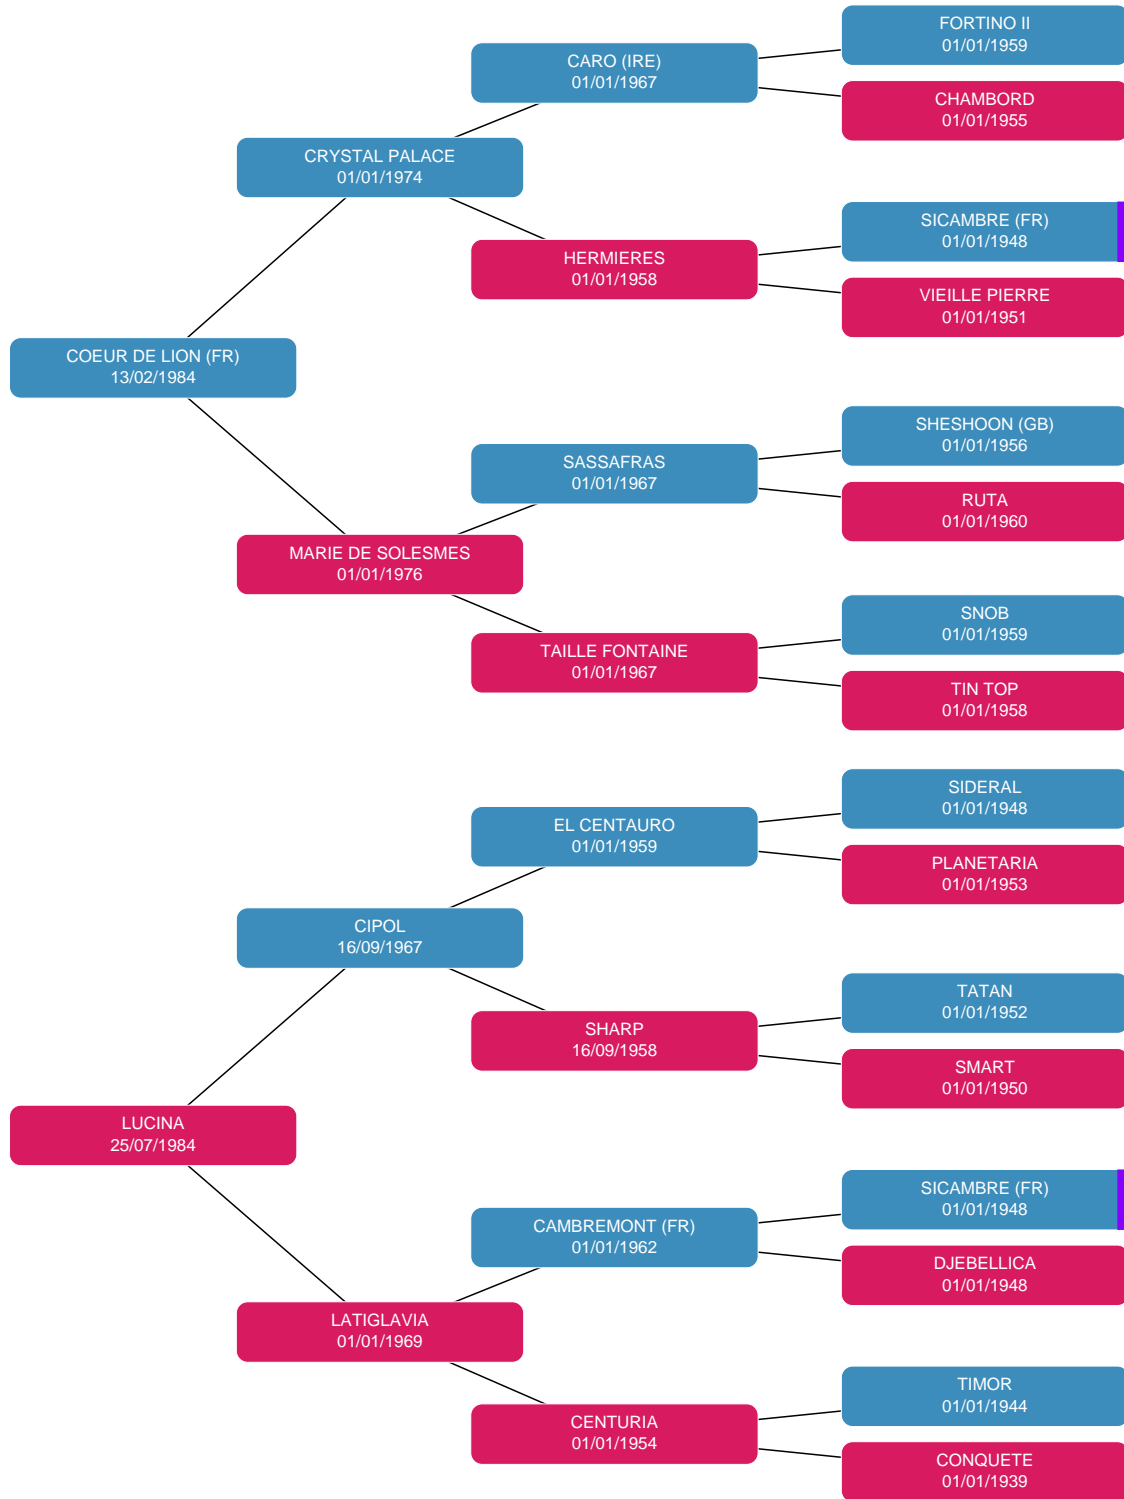 FORTINO II
01/01/1959
CARO (IRE)
01/01/1967
CHAMBORD
01/01/1955
CRYSTAL PALACE
01/01/1974
SICAMBRE (FR)
01/01/1948
HERMIERES
01/01/1958
VIEILLE PIERRE
01/01/1951
COEUR DE LION (FR)
13/02/1984
SHESHOON (GB)
01/01/1956
SASSAFRAS
01/01/1967
RUTA
01/01/1960
MARIE DE SOLESMES
01/01/1976
SNOB
01/01/1959
TAILLE FONTAINE
01/01/1967
TIN TOP
01/01/1958
SIDERAL
01/01/1948
EL CENTAURO
01/01/1959
PLANETARIA
01/01/1953
CIPOL
16/09/1967
TATAN
01/01/1952
SHARP
16/09/1958
SMART
01/01/1950
LUCINA
25/07/1984
SICAMBRE (FR)
01/01/1948
CAMBREMONT (FR)
01/01/1962
DJEBELLICA
01/01/1948
LATIGLAVIA
01/01/1969
TIMOR
01/01/1944
CENTURIA
01/01/1954
CONQUETE
01/01/1939